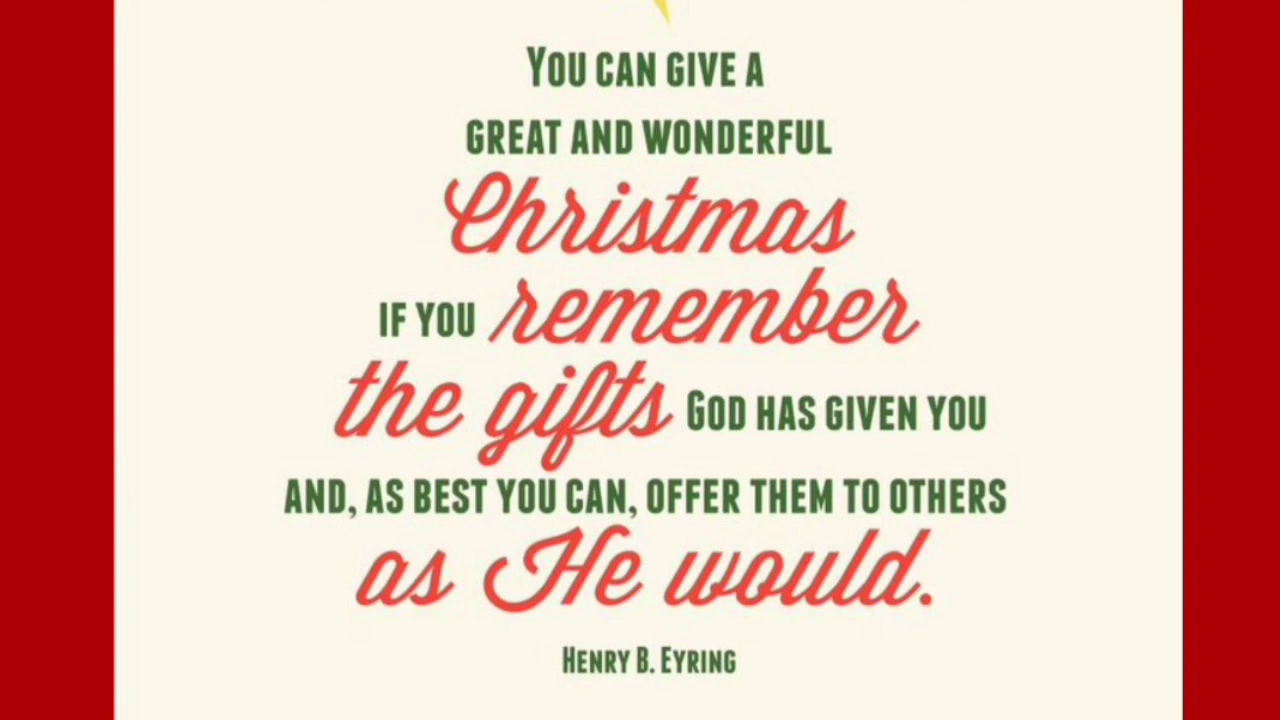 YOU CAN GIVE A
GREAT AND WONDERFUL
Christmas
IF YOU remember
the gifts GOD HAS GIVEN YOU
AND, AS BEST YOU CAN, OFFER THEM TO OTHERS
as He would.
HENRY B. EYRING